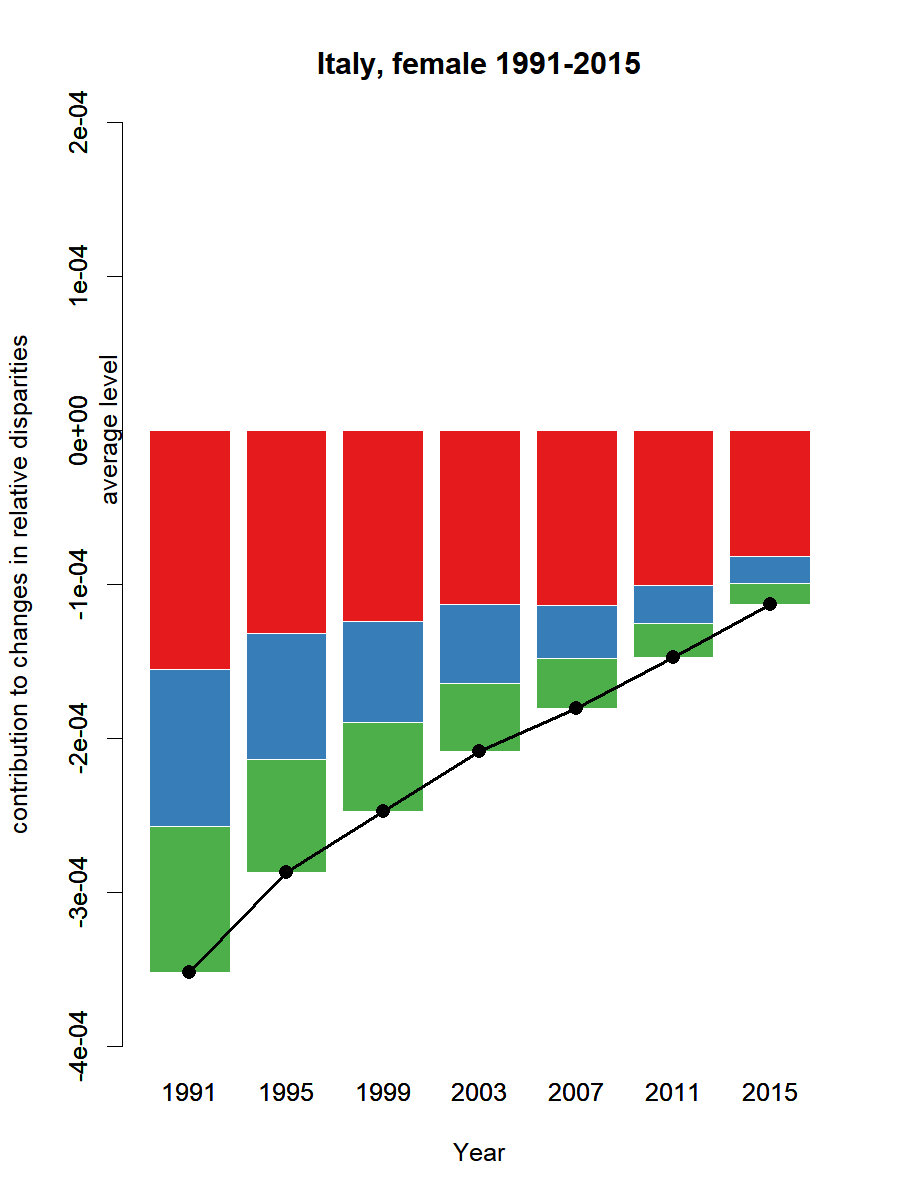 Italy, female 1991-2015
contribution to changes in relative disparities
average level
2e-04
1e-04
0e+00
-1e-04
-2e-04
-3e-04
-4e-04
1991 1995 1999 2003 2007 2011 2015
Year